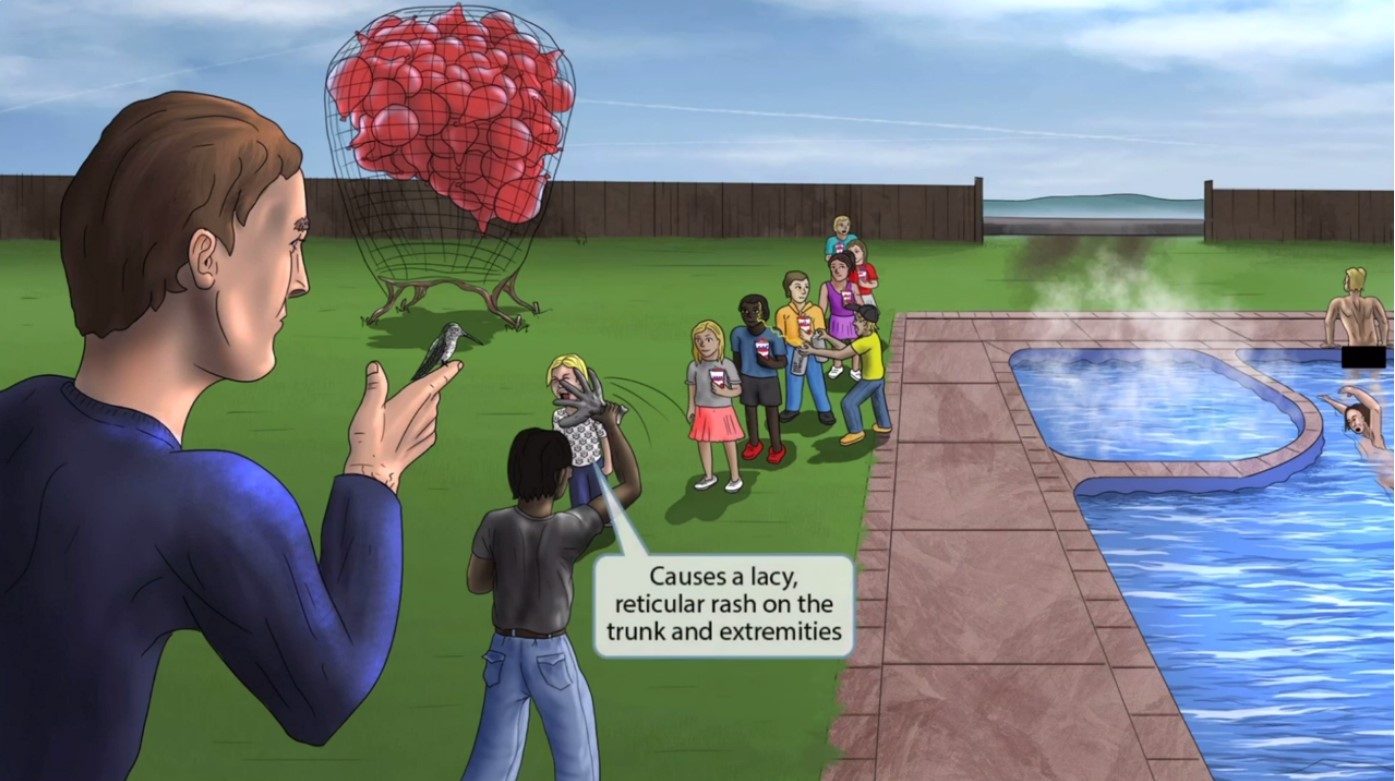 Causes a lacy,
reticular rash on the
trunk and extremities